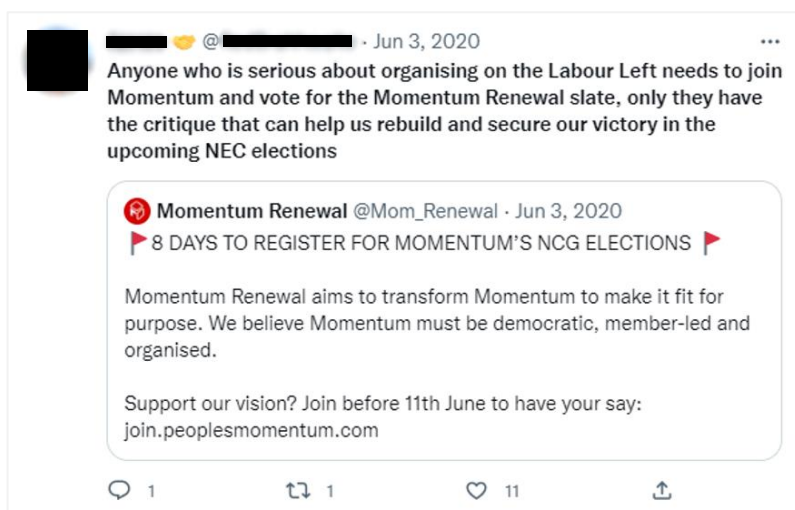 @ · Jun 3, 2020
Anyone who is serious about organising on the Labour Left needs to join
Momentum and vote for the Momentum Renewal slate, only they have
the critique that can help us rebuild and secure our victory in the
upcoming NEC elections
Momentum Renewal @Mom_Renewal · Jun 3, 2020
🚩8 DAYS TO REGISTER FOR MOMENTUM’S NCG ELECTIONS 🚩
Momentum Renewal aims to transform Momentum to make it fit for
purpose. We believe Momentum must be democratic, member-led and
organised.
Support our vision? Join before 11th June to have your say:
join.peoplesmomentum.com
1 1 11